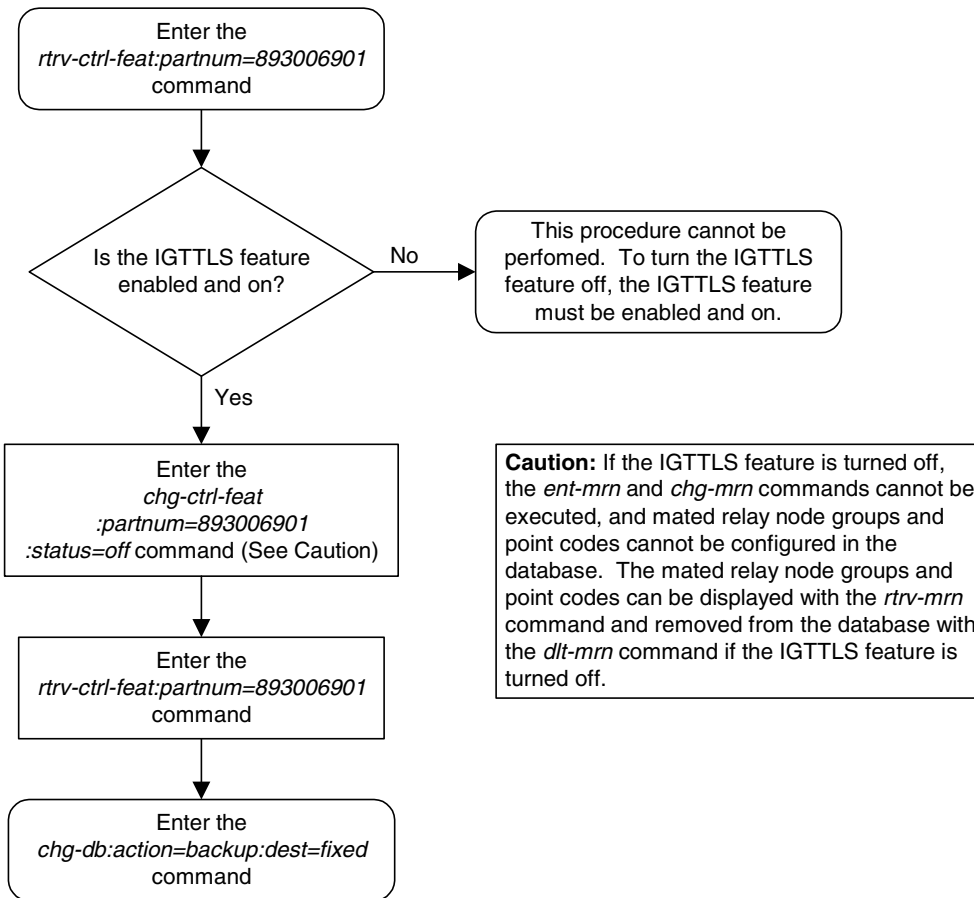 Enter the
rtrv-ctrl-feat:partnum=893006901
command
Is the IGTTLS feature
enabled and on?
No
This procedure cannot be
perfomed. To turn the IGTTLS
feature off, the IGTTLS feature
must be enabled and on.
Yes
Enter the
chg-ctrl-feat
:partnum=893006901
:status=off command (See Caution)
Caution: If the IGTTLS feature is turned off,
the ent-mrn and chg-mrn commands cannot be
executed, and mated relay node groups and
point codes cannot be configured in the
database. The mated relay node groups and
point codes can be displayed with the rtrv-mrn
command and removed from the database with
the dlt-mrn command if the IGTTLS feature is
turned off.
Enter the
rtrv-ctrl-feat:partnum=893006901
command
Enter the
chg-db:action=backup:dest=fixed
command